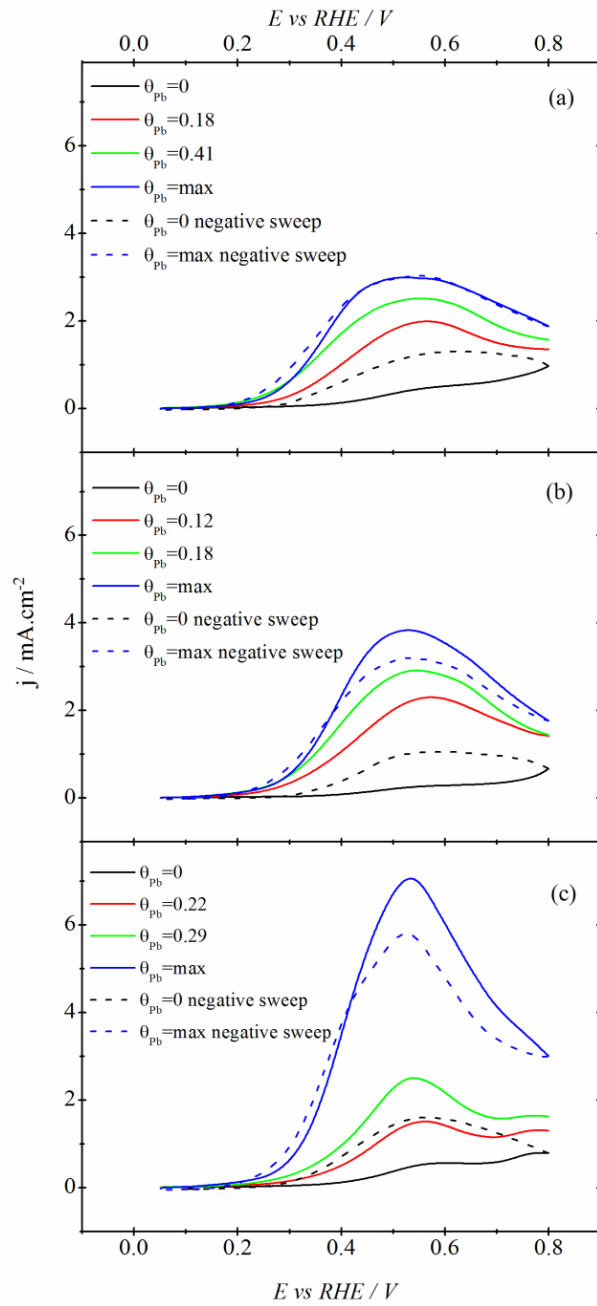 E vs RHE / V
0.0 0.2 0.4 0.6 0.8
(a)
θPb=0
θPb=0.18
θPb=0.41
θPb=max
θPb=0 negative sweep
θPb=max negative sweep
6
4
2
0
(b)
θPb=0
θPb=0.12
θPb=0.18
θPb=max
θPb=0 negative sweep
θPb=max negative sweep
6
4
2
0
j / mA.cm-2
(c)
θPb=0
θPb=0.22
θPb=0.29
θPb=max
θPb=0 negative sweep
θPb=max negative sweep
6
4
2
0
0.0 0.2 0.4 0.6 0.8
E vs RHE / V